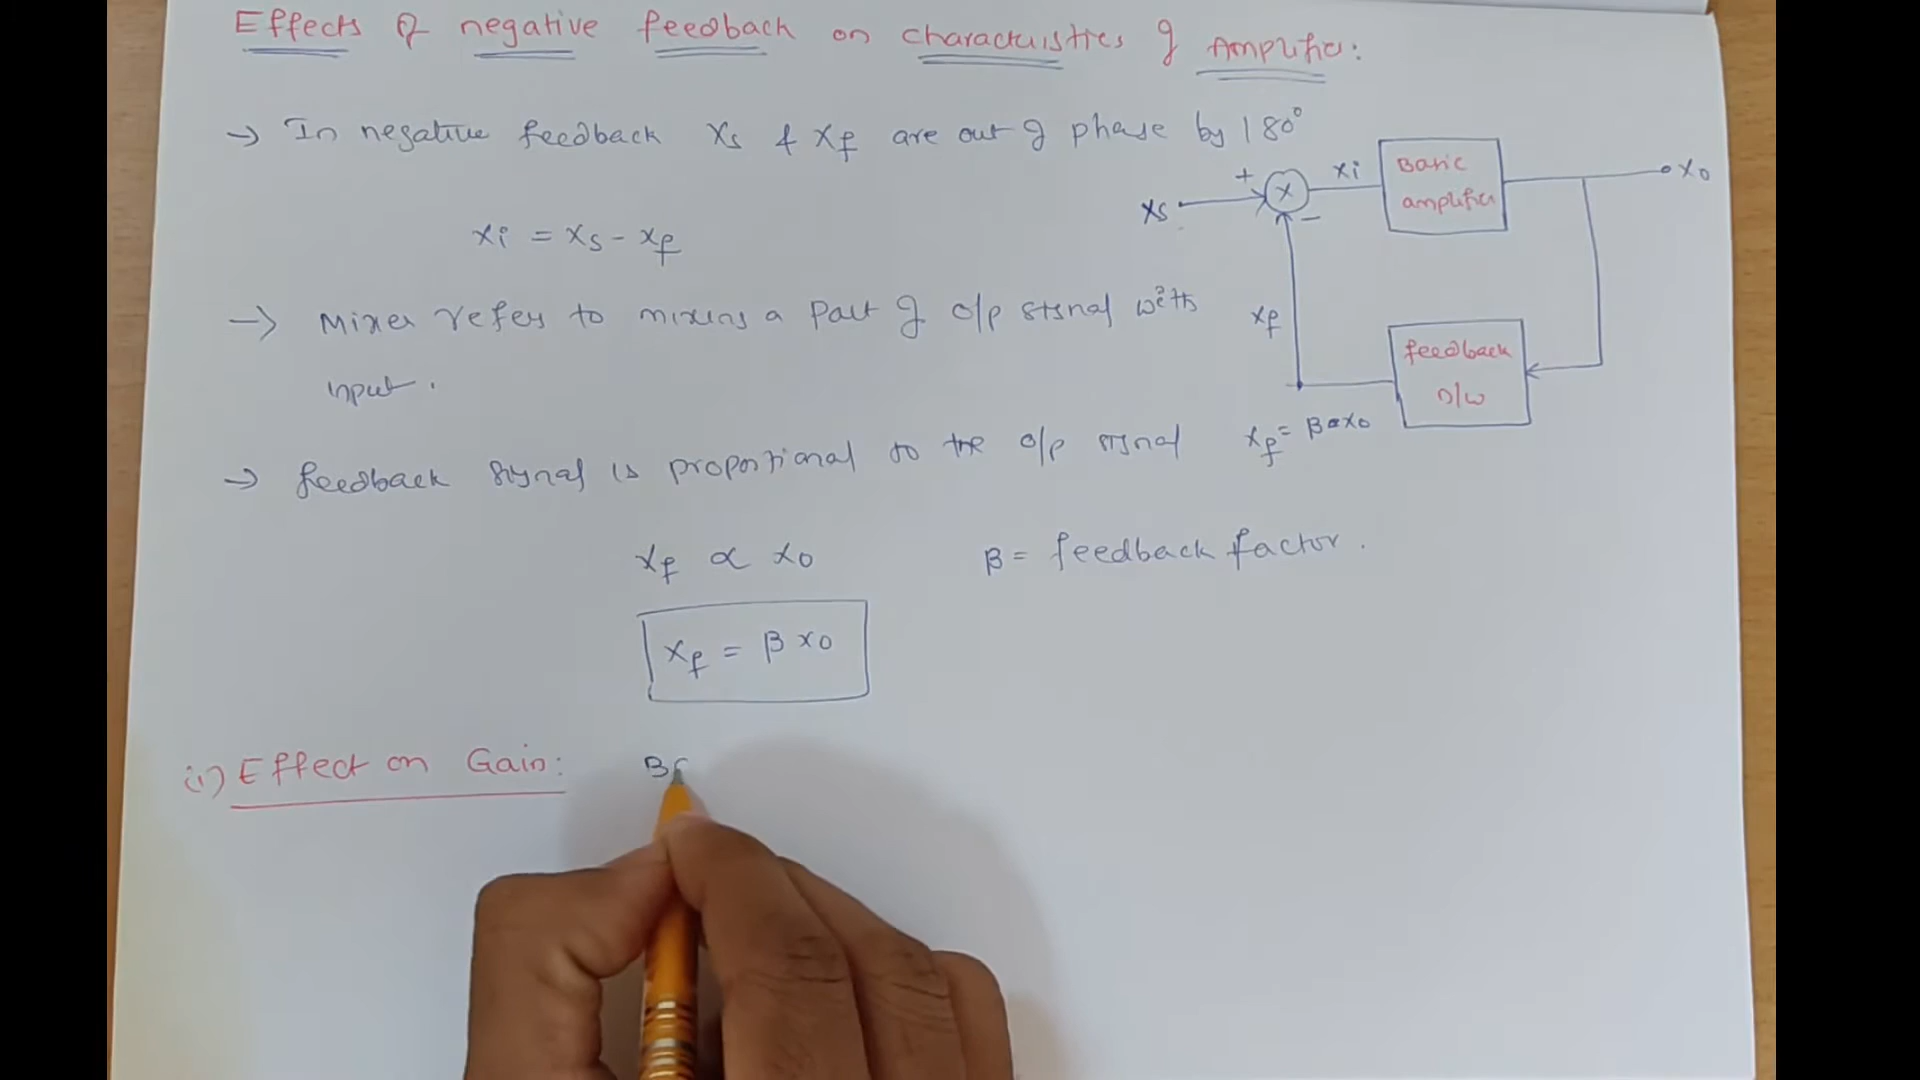 Effects of negative feedback on characteristics of Amplifier:
→ In negative feedback Xs & Xf are out of phase by 180°
Xi = Xs - Xf
→ Mixer refers to mixing a part of o/p signal with
input.
→ feedback signal is proportional to the o/p signal
Xf ∝ Xo
β = feedback factor.
Xf = β Xo
(i) Effect on Gain:
Xs
+
X
-
Xi
Basic
amplifier
Xo
Xf
feedback
n/w
Xf = β Xo